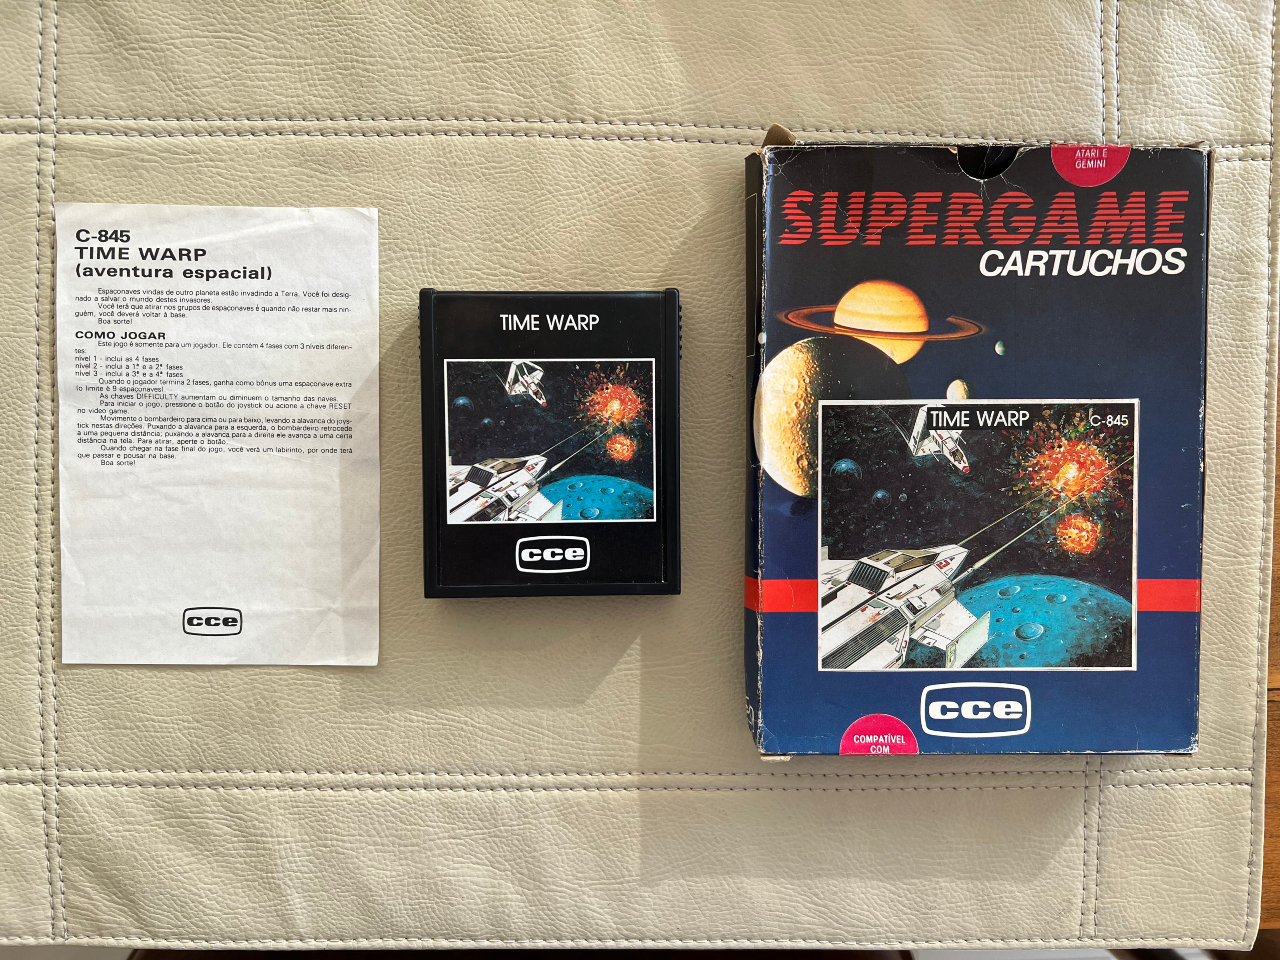 C-845
TIME WARP
(aventura espacial)
Espaçonaves vindas de outro planeta estão invadindo a Terra. Você foi desig-
nado a salvar o mundo destes invasores.
Você terá que atirar nos grupos de espaçonaves é quando não restar mais nin-
guém, você deverá voltar à base.
Boa sorte!
COMO JOGAR
Este jogo é somente para um jogador. Ele contém 4 fases com 3 níveis diferen-
tes.
nível 1 - inclui as 4 fases
nível 2 - inclui a 1ª e a 2ª fases
nível 3 - inclui a 3ª e a 4ª fases
Quando o jogador termina 2 fases, ganha como bônus uma espaçonave extra
(o limite é 9 espaçonaves)
As chaves DIFFICULTY aumentam ou diminuem o tamanho das naves.
Para iniciar o jogo, pressione o botão do joystick ou acione a chave RESET
no video game.
Movimente o bombardeiro para cima ou para baixo, levando a alavanca do joys-
tick nestas direções. Puxando a alavanca para a esquerda, o bombardeiro retrocede
a uma pequena distância; puxando a alavanca para a direita ele avança a uma certa
distância na tela. Para atirar, aperte o botão.
Quando chegar na fase final do jogo, você verá um labirinto, por onde terá
que passar e pousar na base.
Boa sorte!
cce
TIME WARP
cce
ATARI E
GEMINI
SUPERGAME
CARTUCHOS
TIME WARP
C-845
cce
COMPATÍVEL
COM